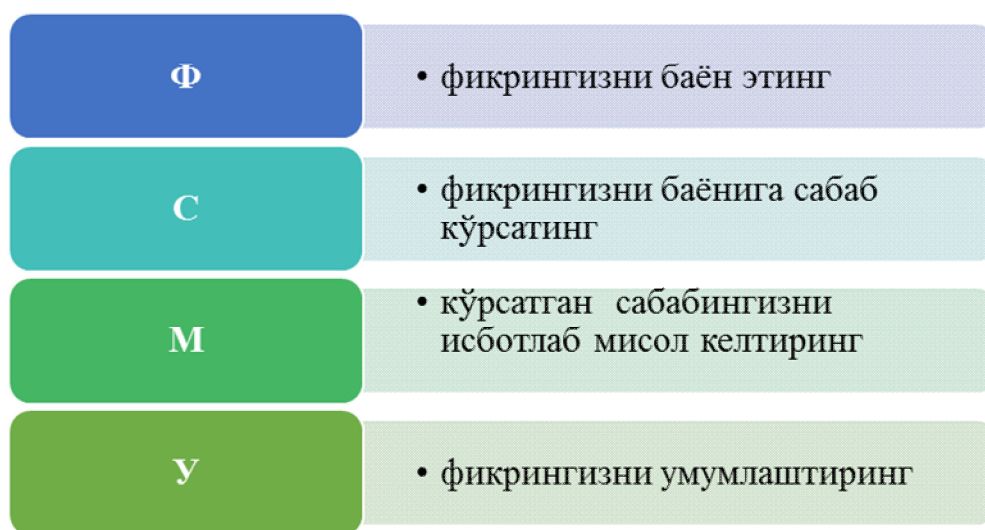 Ф
• фикрингизни баён этинг
С
• фикрингизни баёнига сабаб
кўрсатинг
М
• кўрсатган сабабингизни
исботлаб мисол келтиринг
У
• фикрингизни умумлаштиринг